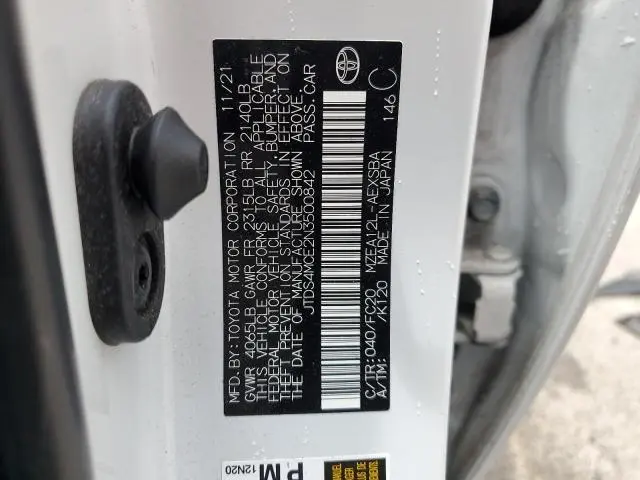 MFD. BY: TOYOTA MOTOR CORPORATION 11/21
GVWR 4065LB GAWR FR 2315LB RR 2140LB
THIS VEHICLE CONFORMS TO ALL APPLICABLE
FEDERAL MOTOR VEHICLE SAFETY, BUMPER, AND
THEFT PREVENTION STANDARDS IN EFFECT ON
THE DATE OF MANUFACTURE SHOWN ABOVE.
JTDS4MCE2N3500842 PASS. CAR
C/TR: 040/FC20 MZEA12L-AEXSBA 146 C
A/TM: /K120 MADE IN JAPAN
PM
12N20
MANUEL